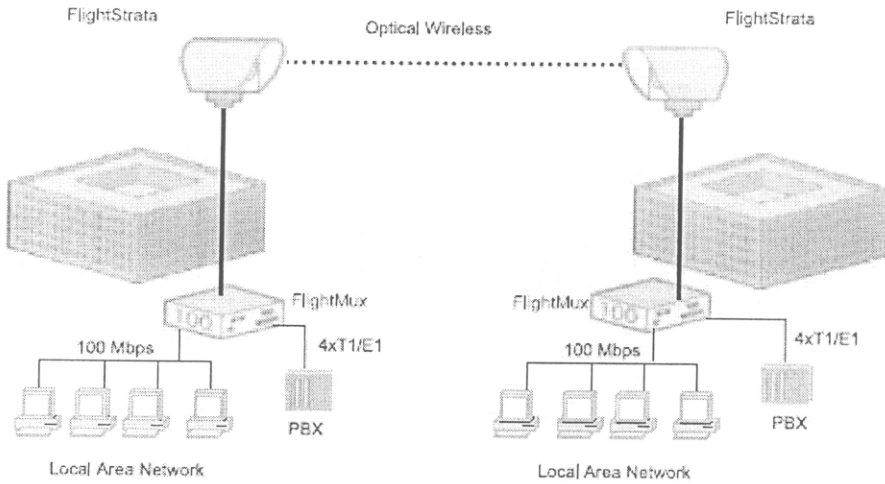 FlightStrata
Optical Wireless
FlightStrata
FlightMux
100
FlightMux
100
100 Mbps
4xT1/E1
100 Mbps
4xT1/E1
PBX
PBX
Local Area Network
Local Area Network